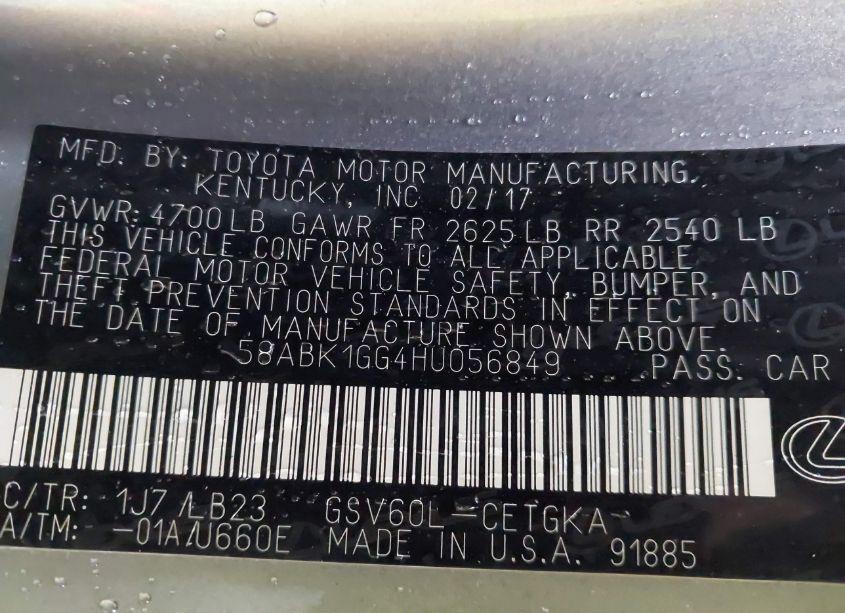 MFD. BY: TOYOTA MOTOR MANUFACTURING.
KENTUCKY, INC 02/17
GVWR: 4700 LB GAWR FR 2625 LB RR 2540 LB
THIS VEHICLE CONFORMS TO ALL APPLICABLE
FEDERAL MOTOR VEHICLE SAFETY, BUMPER, AND
THEFT PREVENTION STANDARDS IN EFFECT ON
THE DATE OF MANUFACTURE SHOWN ABOVE.
58ABK1GG4HU056849 PASS. CAR
C/TR: 1J7 /LB23 GSV60L-CETGKA
A/TM: -01A/U660E MADE IN U.S.A. 91885